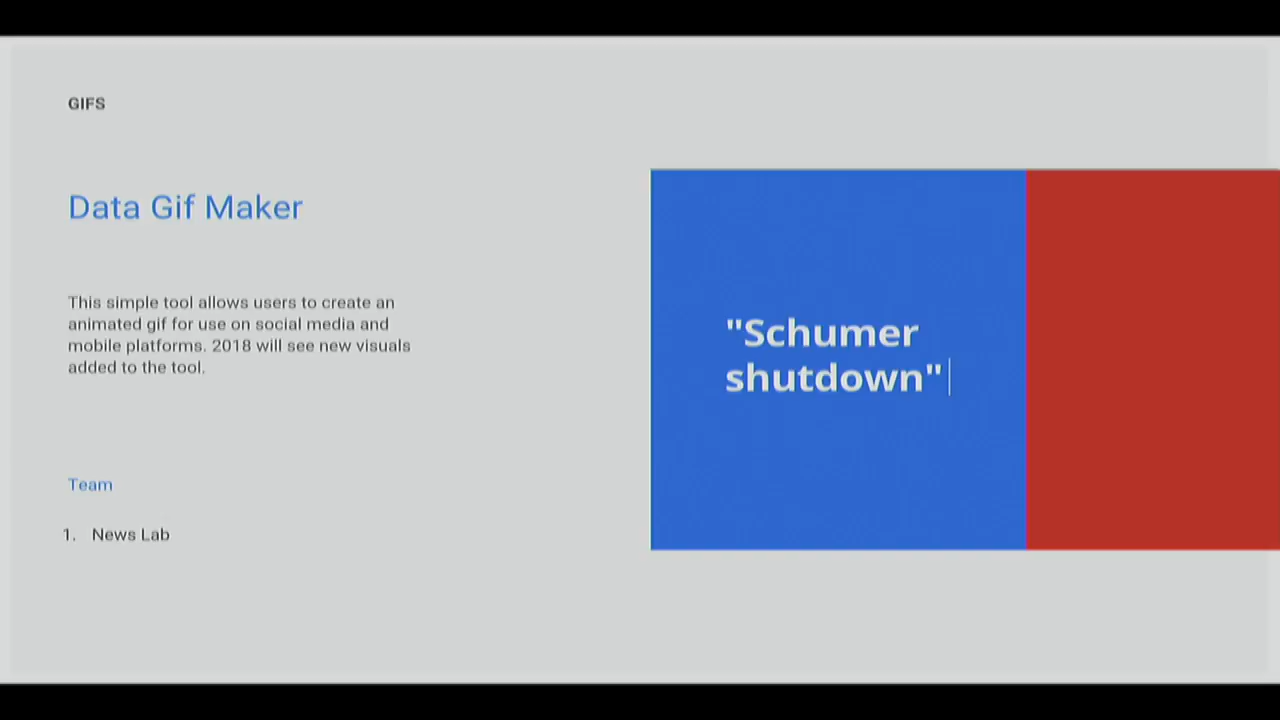 GIFS
Data Gif Maker
This simple tool allows users to create an
animated gif for use on social media and
mobile platforms. 2018 will see new visuals
added to the tool.
Team
1. News Lab
"Schumer
shutdown"